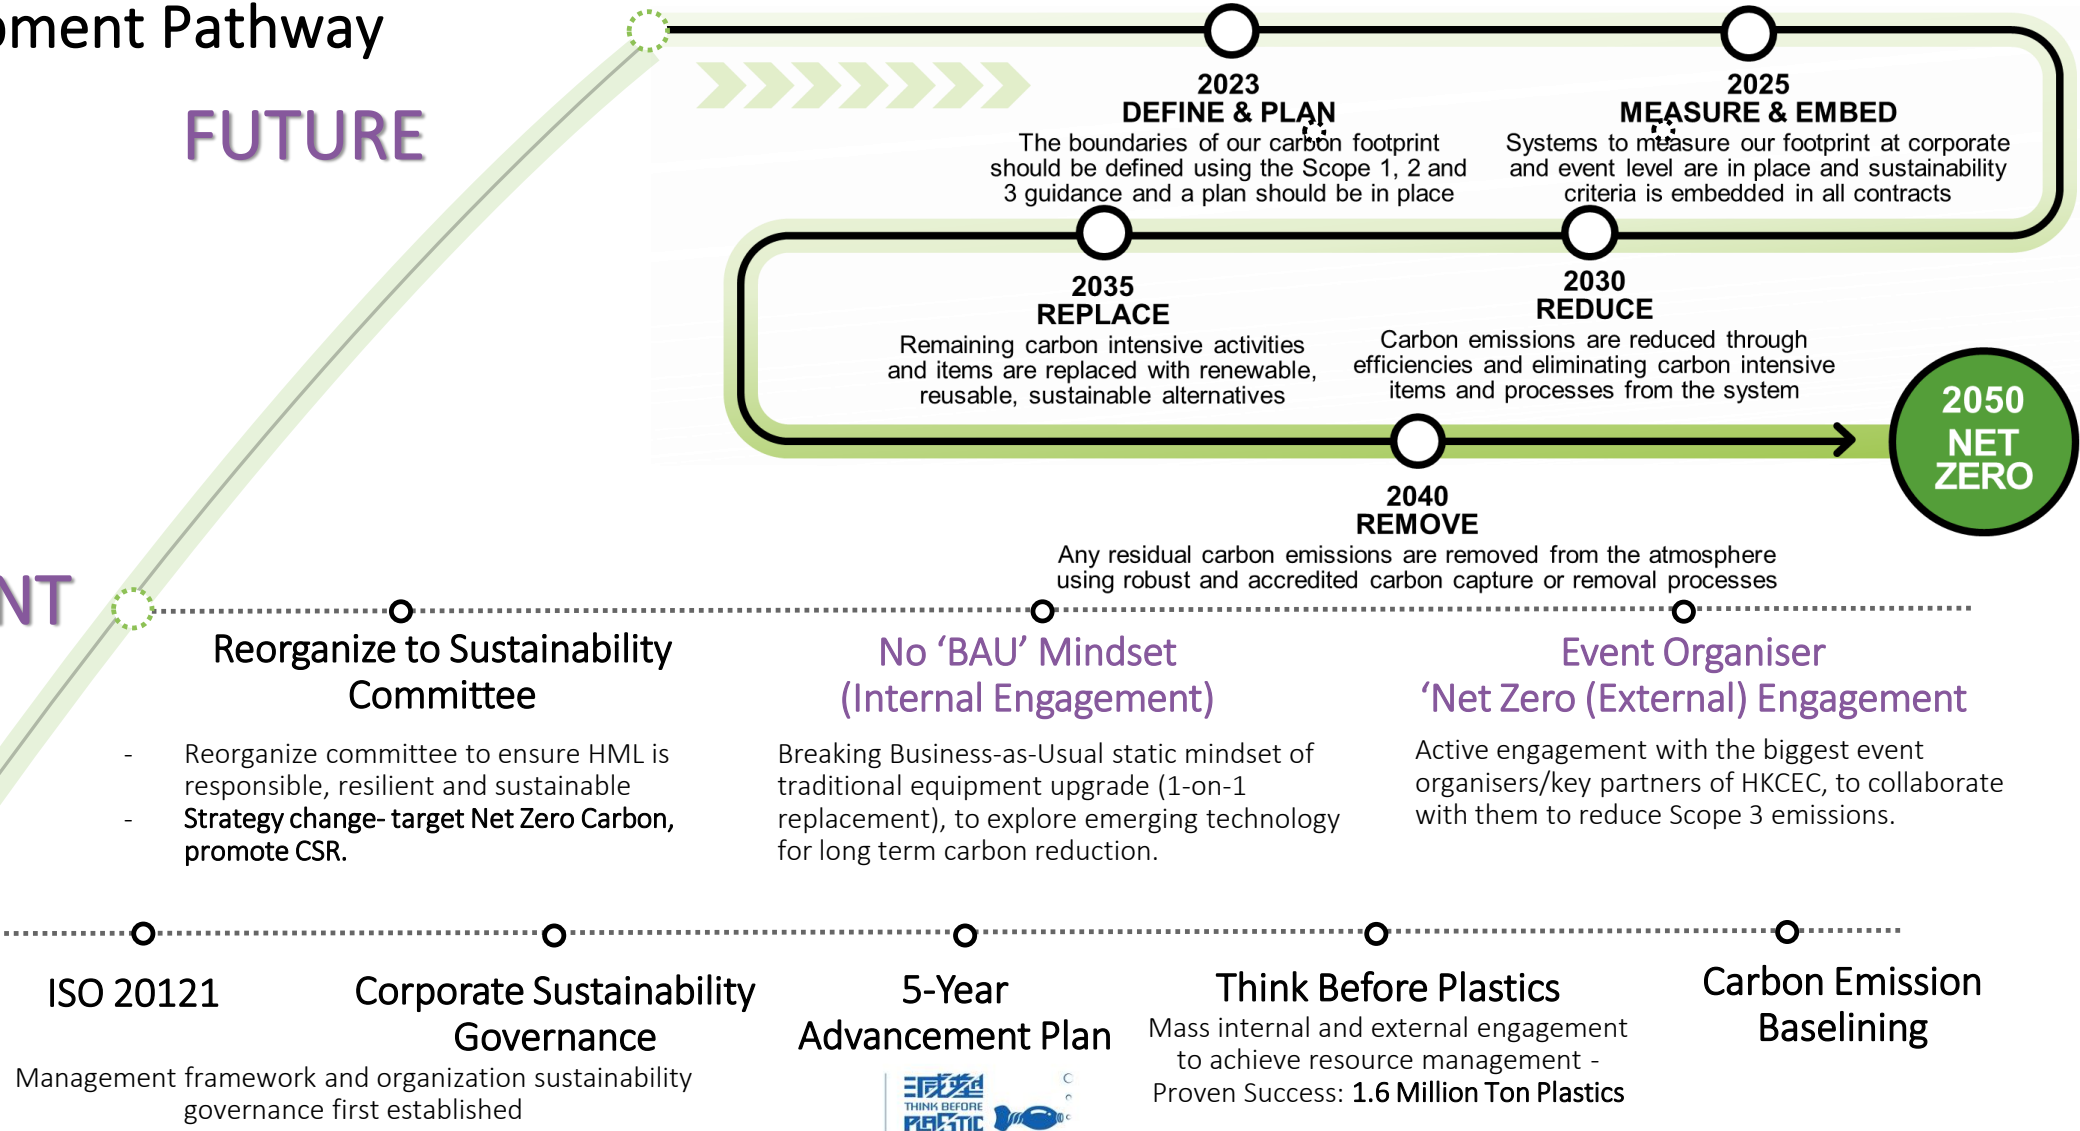 pment Pathway
FUTURE
2023
DEFINE & PLAN
The boundaries of our carbon footprint
should be defined using the Scope 1, 2 and
3 guidance and a plan should be in place
2025
MEASURE & EMBED
Systems to measure our footprint at corporate
and event level are in place and sustainability
criteria is embedded in all contracts
2035
REPLACE
Remaining carbon intensive activities
and items are replaced with renewable,
reusable, sustainable alternatives
2030
REDUCE
Carbon emissions are reduced through
efficiencies and eliminating carbon intensive
items and processes from the system
2050
NET
ZERO
2040
REMOVE
Any residual carbon emissions are removed from the atmosphere
using robust and accredited carbon capture or removal processes
NT
Reorganize to Sustainability
Committee
- Reorganize committee to ensure HML is
responsible, resilient and sustainable
- Strategy change- target Net Zero Carbon,
promote CSR.
No ‘BAU’ Mindset
(Internal Engagement)
Breaking Business-as-Usual static mindset of
traditional equipment upgrade (1-on-1
replacement), to explore emerging technology
for long term carbon reduction.
Event Organiser
‘Net Zero (External) Engagement
Active engagement with the biggest event
organisers/key partners of HKCEC, to collaborate
with them to reduce Scope 3 emissions.
ISO 20121
Corporate Sustainability
Governance
Management framework and organization sustainability
governance first established
5-Year
Advancement Plan
減塑
THINK BEFORE
PLASTIC
Think Before Plastics
Mass internal and external engagement
to achieve resource management -
Proven Success: 1.6 Million Ton Plastics
Carbon Emission
Baselining